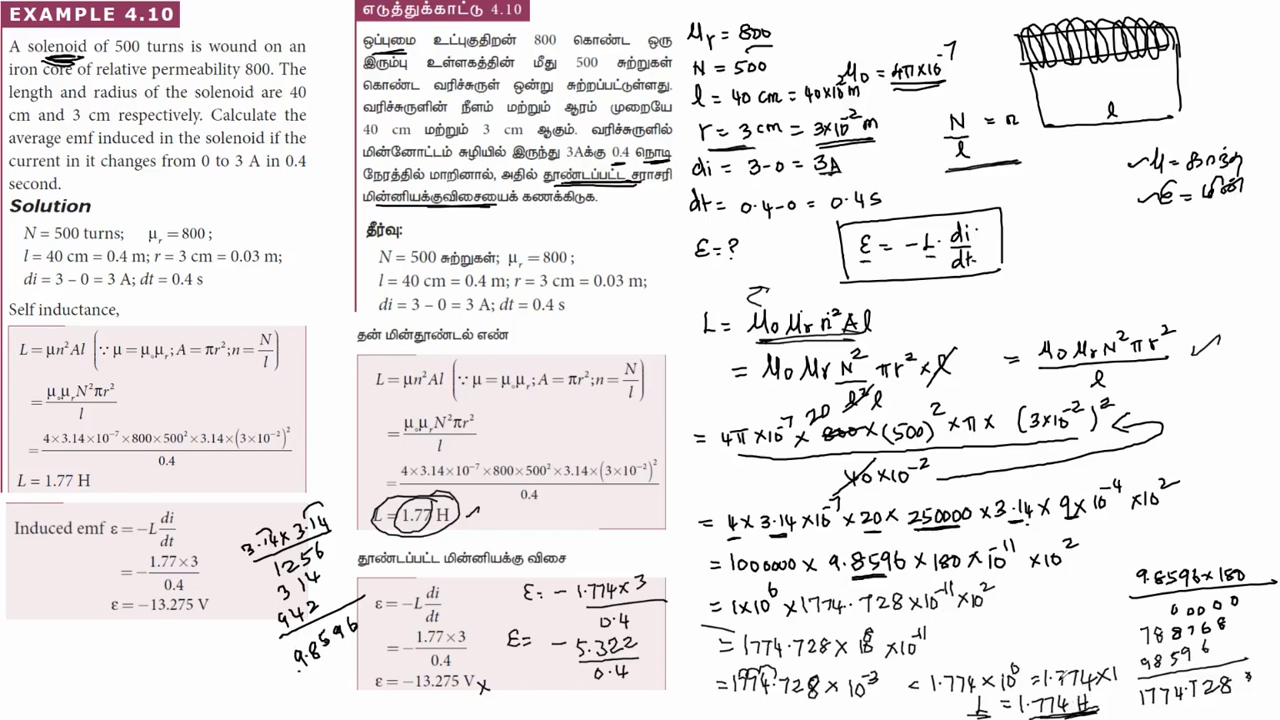 EXAMPLE 4.10
A solenoid of 500 turns is wound on an
iron core of relative permeability 800. The
length and radius of the solenoid are 40
cm and 3 cm respectively. Calculate the
average emf induced in the solenoid if the
current in it changes from 0 to 3 A in 0.4
second.
Solution
N = 500 turns; μr = 800 ;
l = 40 cm = 0.4 m; r = 3 cm = 0.03 m;
di = 3 – 0 = 3 A; dt = 0.4 s
Self inductance,
L = μn²Al (∵ μ = μ∘μr; A = πr²; n = N/l)
= μ∘μrN²πr² / l
= 4×3.14×10⁻⁷×800×500²×3.14×(3×10⁻²)² / 0.4
L = 1.77 H
Induced emf ε = –L di/dt
= – 1.77×3 / 0.4
ε = –13.275 V
3.14 x 3.14
1256
314
942
9.8596
எடுத்துக்காட்டு 4.10
ஒப்புமை உட்புகுதிறன் 800 கொண்ட ஒரு
இரும்பு உள்ளகத்தின் மீது 500 சுற்றுகள்
கொண்ட வரிச்சுருள் ஒன்று சுற்றப்பட்டுள்ளது.
வரிச்சுருளின் நீளம் மற்றும் ஆரம் முறையே
40 cm மற்றும் 3 cm ஆகும். வரிச்சுருளில்
மின்னோட்டம் சுழியில் இருந்து 3Aக்கு 0.4 நொடி
நேரத்தில் மாறினால், அதில் தூண்டப்பட்ட சராசரி
மின்னியக்குவிசையைக் கணக்கிடுக.
தீர்வு:
N = 500 சுற்றுகள்; μr = 800 ;
l = 40 cm = 0.4 m; r = 3 cm = 0.03 m;
di = 3 – 0 = 3 A; dt = 0.4 s
தன் மின்தூண்டல் எண்
L = μn²Al (∵ μ = μ∘μr; A = πr²; n = N/l)
= μ∘μrN²πr² / l
= 4×3.14×10⁻⁷×800×500²×3.14×(3×10⁻²)² / 0.4
L = 1.77 H
தூண்டப்பட்ட மின்னியக்கு விசை
ε = –L di/dt
= – 1.77×3 / 0.4
ε = –13.275 V x
ε = - 1.774 x 3 / 0.4
ε = - 5.322 / 0.4
μr = 800
N = 500
μ0 = 4π x 10⁻⁷
l = 40 cm = 40 x 10⁻² m
r = 3 cm = 3 x 10⁻² m
di = 3 - 0 = 3A
dt = 0.4 - 0 = 0.4 s
ε = ?
ε = - L . di/dt
N/l = n
l
L = μ0 μr n² A l
= μ0 μr N²/l² πr² x l
= μ0 μr N² πr² / l
= 4π x 10⁻⁷ x 800 20 x (500)² x π x (3 x 10⁻²)² / 40 x 10⁻²
= 4 x 3.14 x 10⁻⁷ x 20 x 250000 x 3.14 x 9 x 10⁻⁴ x 10²
= 1000000 x 9.8596 x 180 x 10⁻¹¹ x 10²
= 1 x 10⁶ x 1774.728 x 10⁻¹¹ x 10²
= 1774.728 x 10⁸ x 10⁻¹¹
= 1774.728 x 10⁻³ = 1.774 x 10⁰ = 1.774 x 1
L = 1.774 H
9.8596 x 180
00000
788768
98596
1774.728